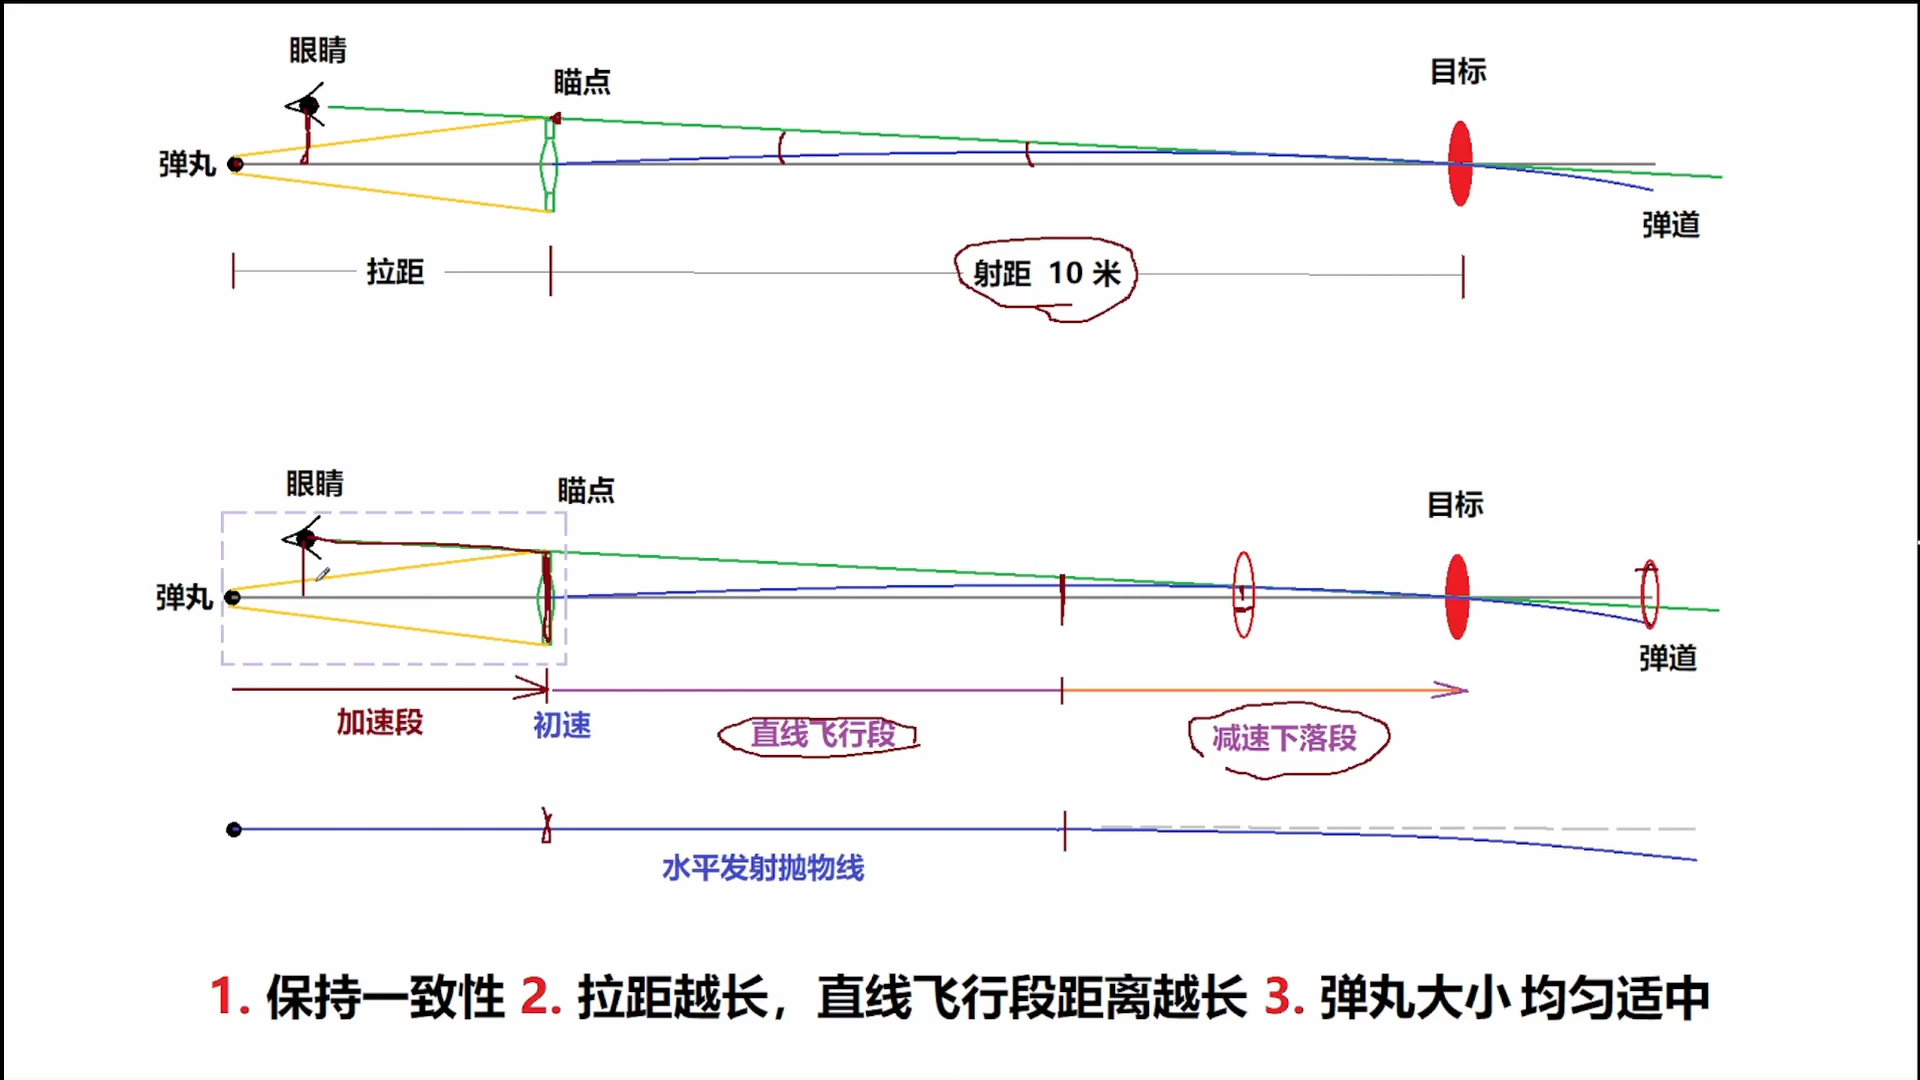 眼睛
瞄点
目标
弹丸
弹道
拉距
射距 10 米
眼睛
瞄点
目标
弹丸
弹道
加速段
初速
直线飞行段
减速下落段
水平发射抛物线
1. 保持一致性 2. 拉距越长，直线飞行段距离越长 3. 弹丸大小 均匀适中